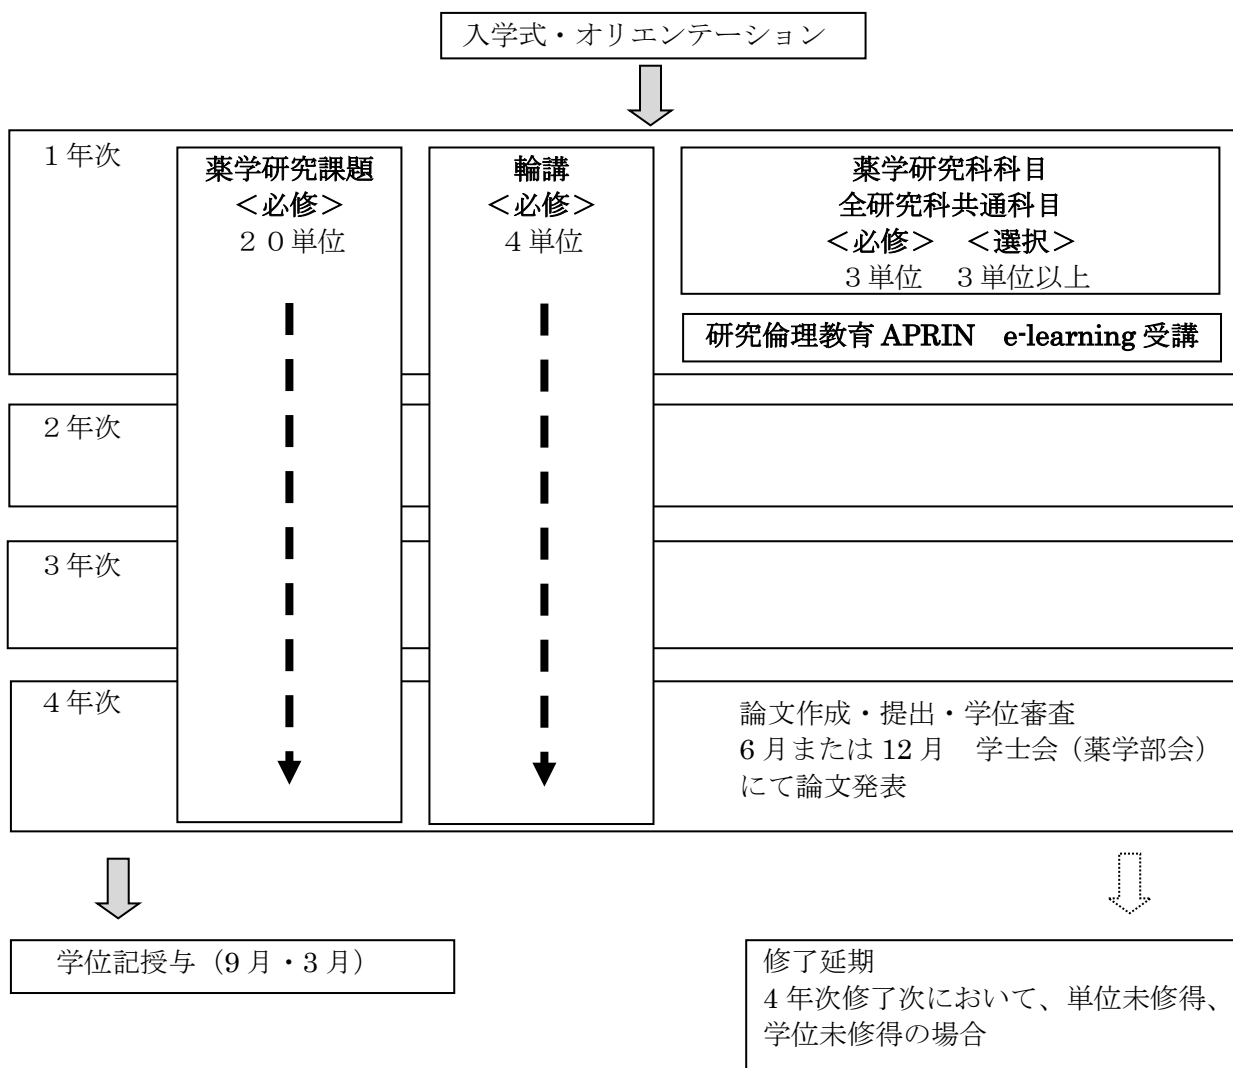 入学式・オリエンテーション
１年次
薬学研究課題
＜必修＞
２０単位
輪講
＜必修＞
４単位
薬学研究科科目
全研究科共通科目
＜必修＞　＜選択＞
３単位　３単位以上
研究倫理教育 APRIN　e-learning 受講
２年次
３年次
４年次
論文作成・提出・学位審査
6 月または 12 月　学士会（薬学部会）
にて論文発表
学位記授与（9 月・3 月）
修了延期
4 年次修了次において、単位未修得、
学位未修得の場合